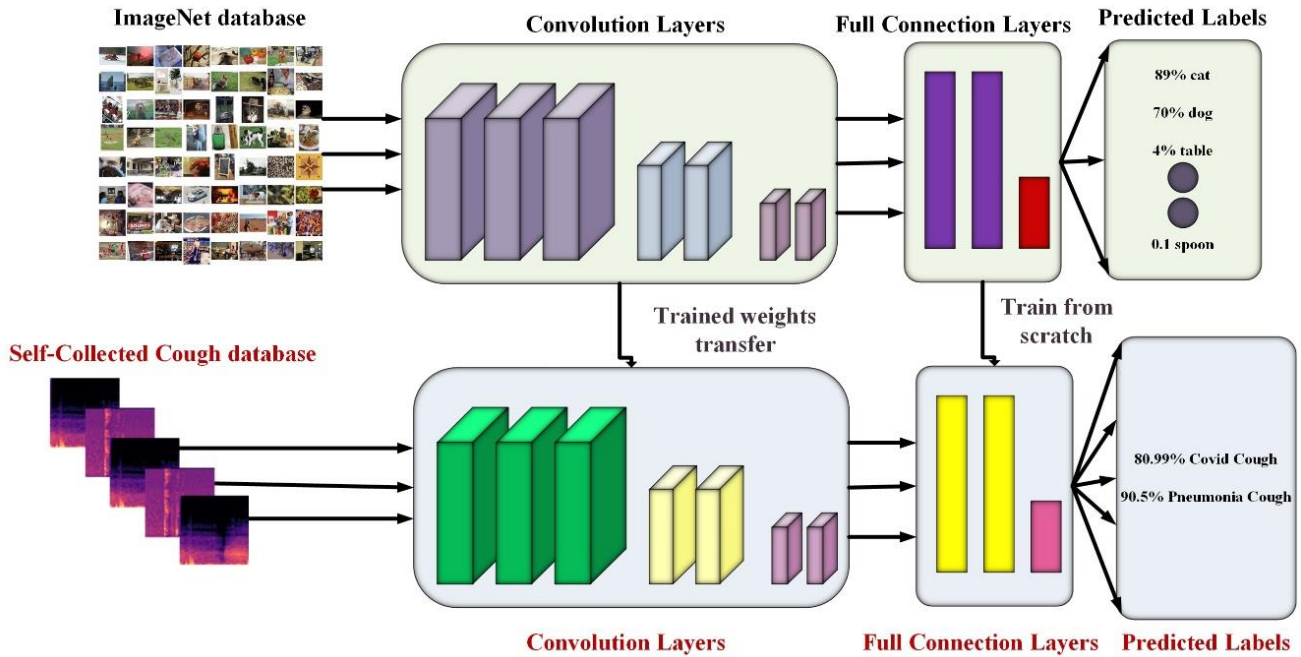 ImageNet database
Convolution Layers
Full Connection Layers
Predicted Labels
89% cat
70% dog
4% table
0.1 spoon
Trained weights
transfer
Train from
scratch
Self-Collected Cough database
80.99% Covid Cough
90.5% Pneumonia Cough
Convolution Layers
Full Connection Layers
Predicted Labels